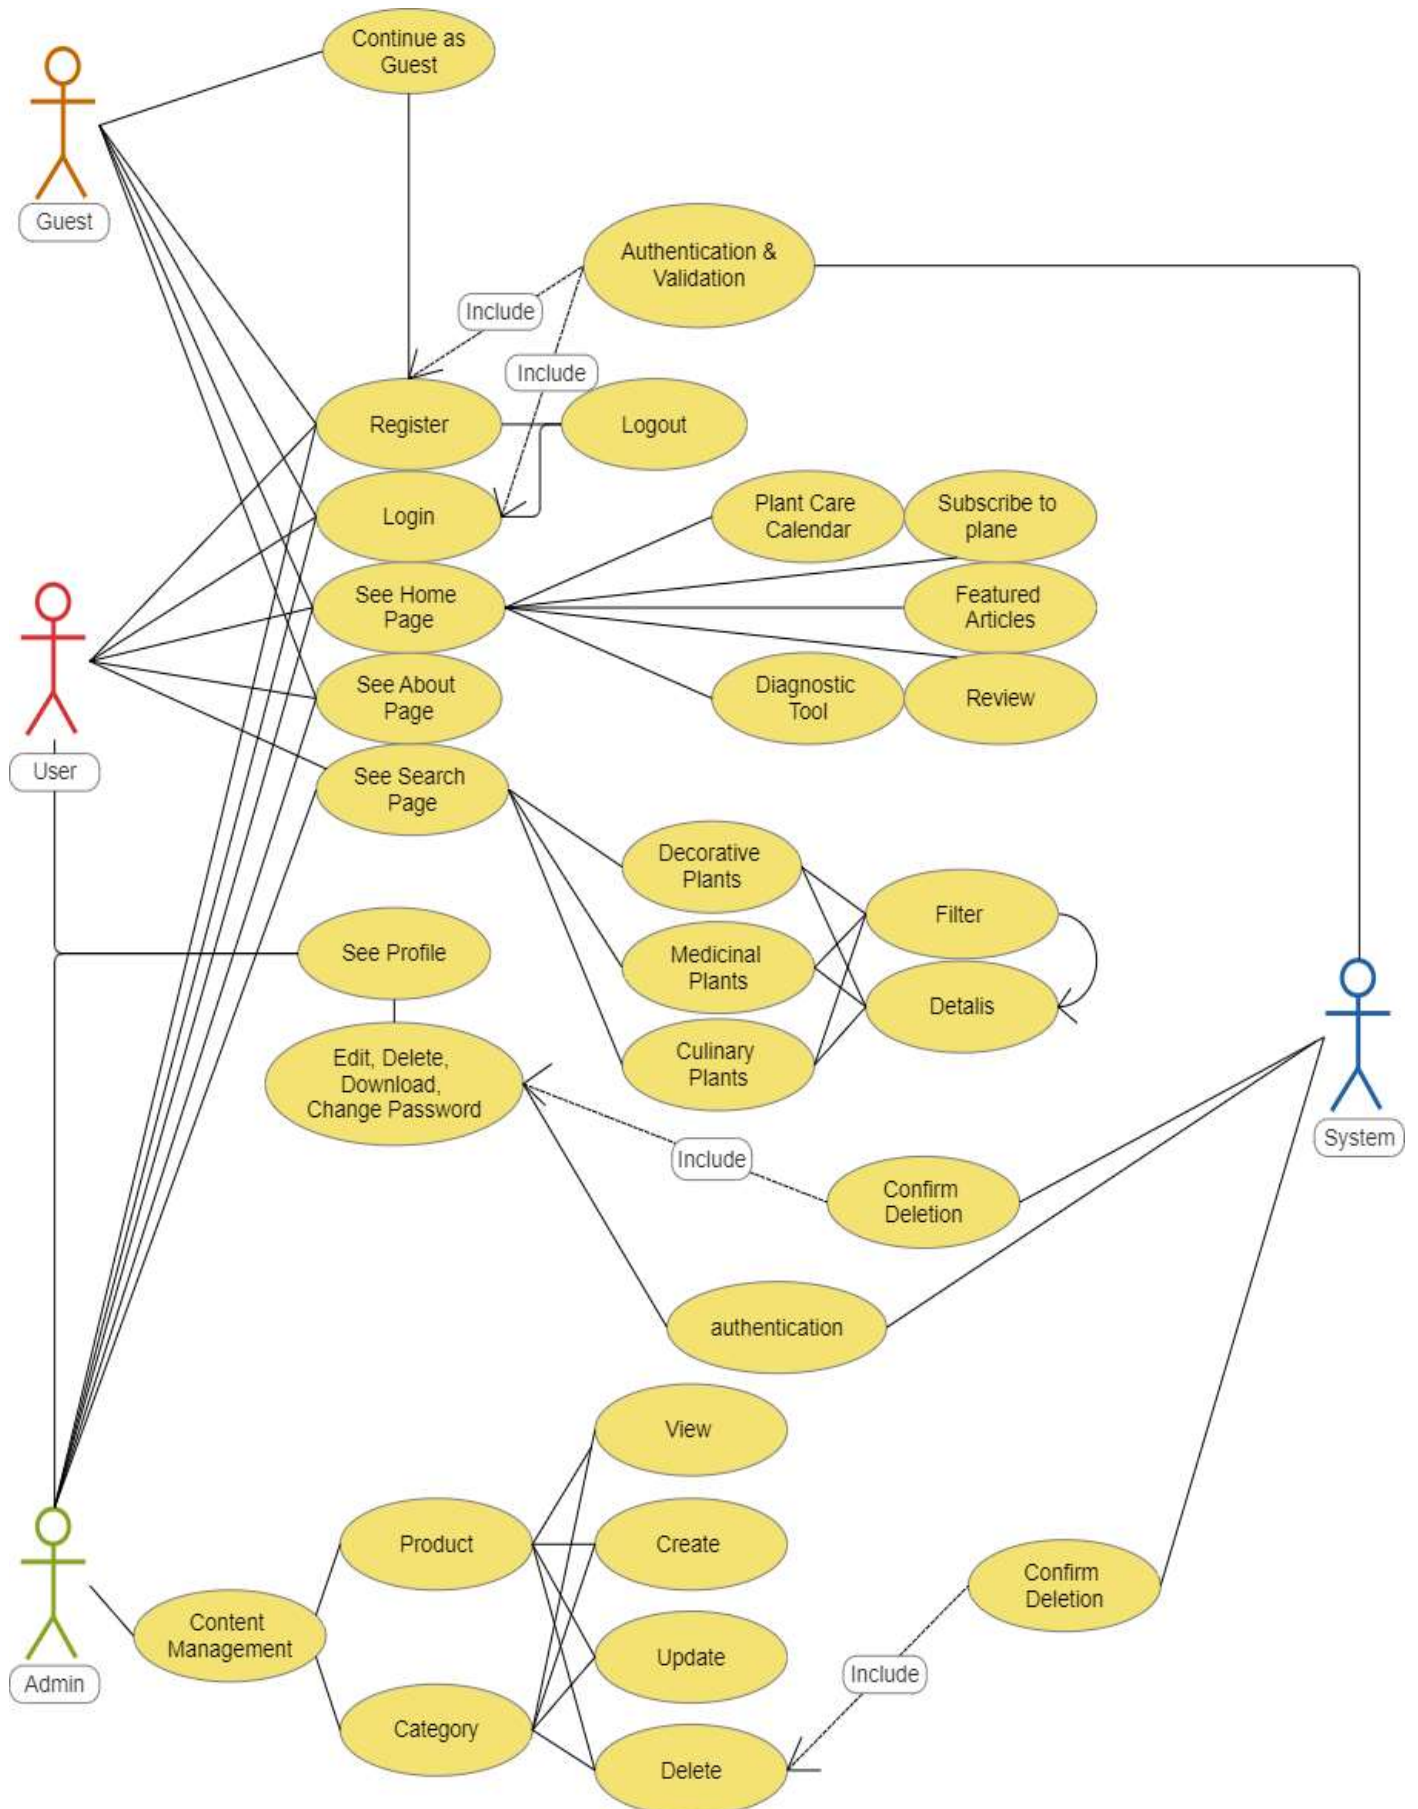 Continue as
Guest
Guest
Authentication &
Validation
Include
Include
Register
Logout
Login
Plant Care
Calendar
Subscribe to
plane
See Home
Page
Featured
Articles
User
See About
Page
Diagnostic
Tool
Review
See Search
Page
Decorative
Plants
Filter
See Profile
Medicinal
Plants
Detalis
Edit, Delete,
Download,
Change Password
Culinary
Plants
System
Include
Confirm
Deletion
authentication
View
Product
Create
Confirm
Deletion
Content
Management
Admin
Update
Include
Category
Delete